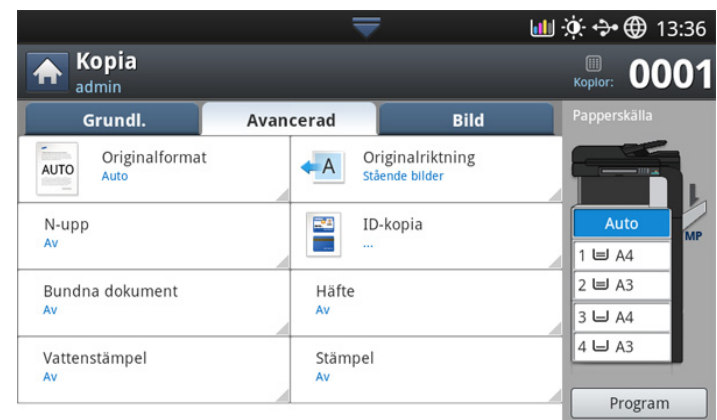 13:36
Kopia
admin
Kopior:
0001
Grundl.
Avancerad
Bild
Papperskälla
AUTO
Originalformat
Auto
A
Originalriktning
Stående bilder
N-upp
Av
ID-kopia
...
Auto
MP
1 A4
Bundna dokument
Av
Häfte
Av
2 A3
3 A4
Vattenstämpel
Av
Stämpel
Av
4 A3
Program